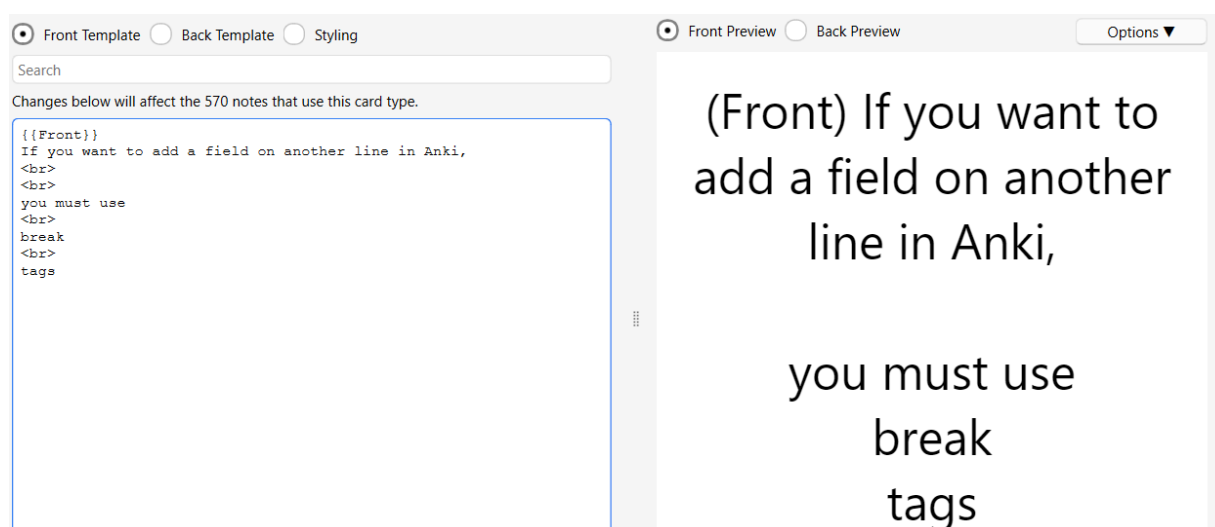 Front Template Back Template Styling
Search
Changes below will affect the 570 notes that use this card type.
{{Front}}
If you want to add a field on another line in Anki,
<br>
<br>
you must use
<br>
break
<br>
tags
Front Preview Back Preview
Options ▼
(Front) If you want to
add a field on another
line in Anki,
you must use
break
tags